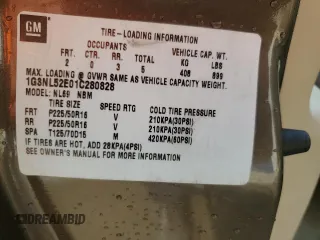 GM
TIRE-LOADING INFORMATION
OCCUPANTS VEHICLE CAP. WT.
FRT. CTR. RR. TOTAL KG LBS
2 0 3 5 408 899
MAX. LOADING @ GVWR SAME AS VEHICLE CAPACITY WEIGHT.
1G3NL52E01C280828
MODEL NL69 NBM
TIRE SIZE SPEED RTG COLD TIRE PRESSURE
FRT P225/50R16 V 210KPA(30PSI)
RR P225/50R16 V 210KPA(30PSI)
SPA T125/70D15 M 420KPA(60PSI)
IF TIRES ARE HOT, ADD 28KPA(4PSI)
SEE OWNER'S MANUAL FOR MORE INFORMATION
DREAMBID